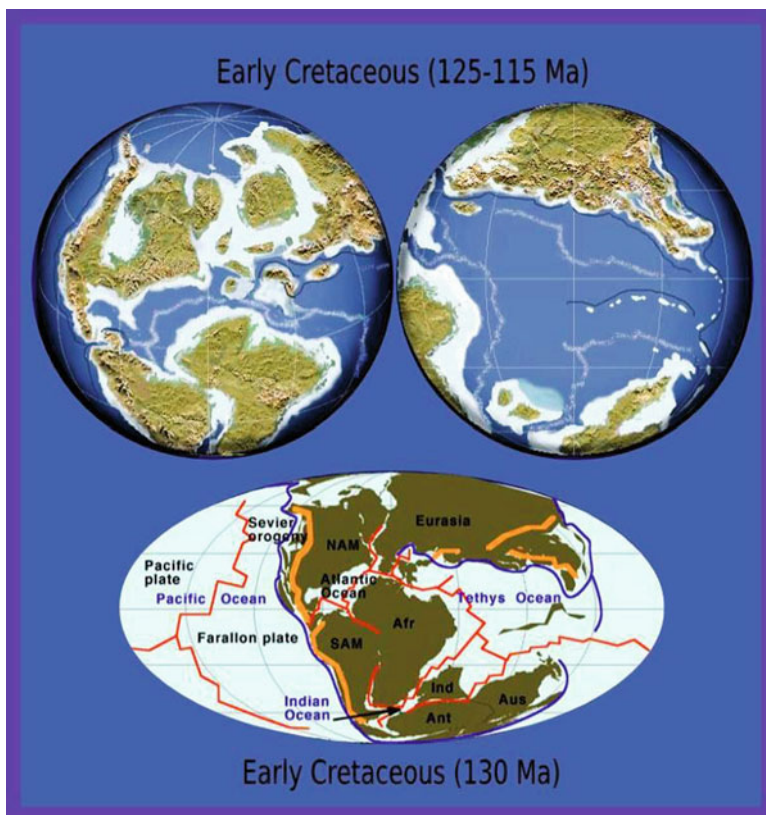 Early Cretaceous (125-115 Ma)
Sevier
orogeny
NAM
Eurasia
Pacific
plate
Pacific Ocean
Atlantic
Ocean
Tethys Ocean
Farallon plate
SAM
Afr
Indian
Ocean
Ind
Ant
Aus
Early Cretaceous (130 Ma)